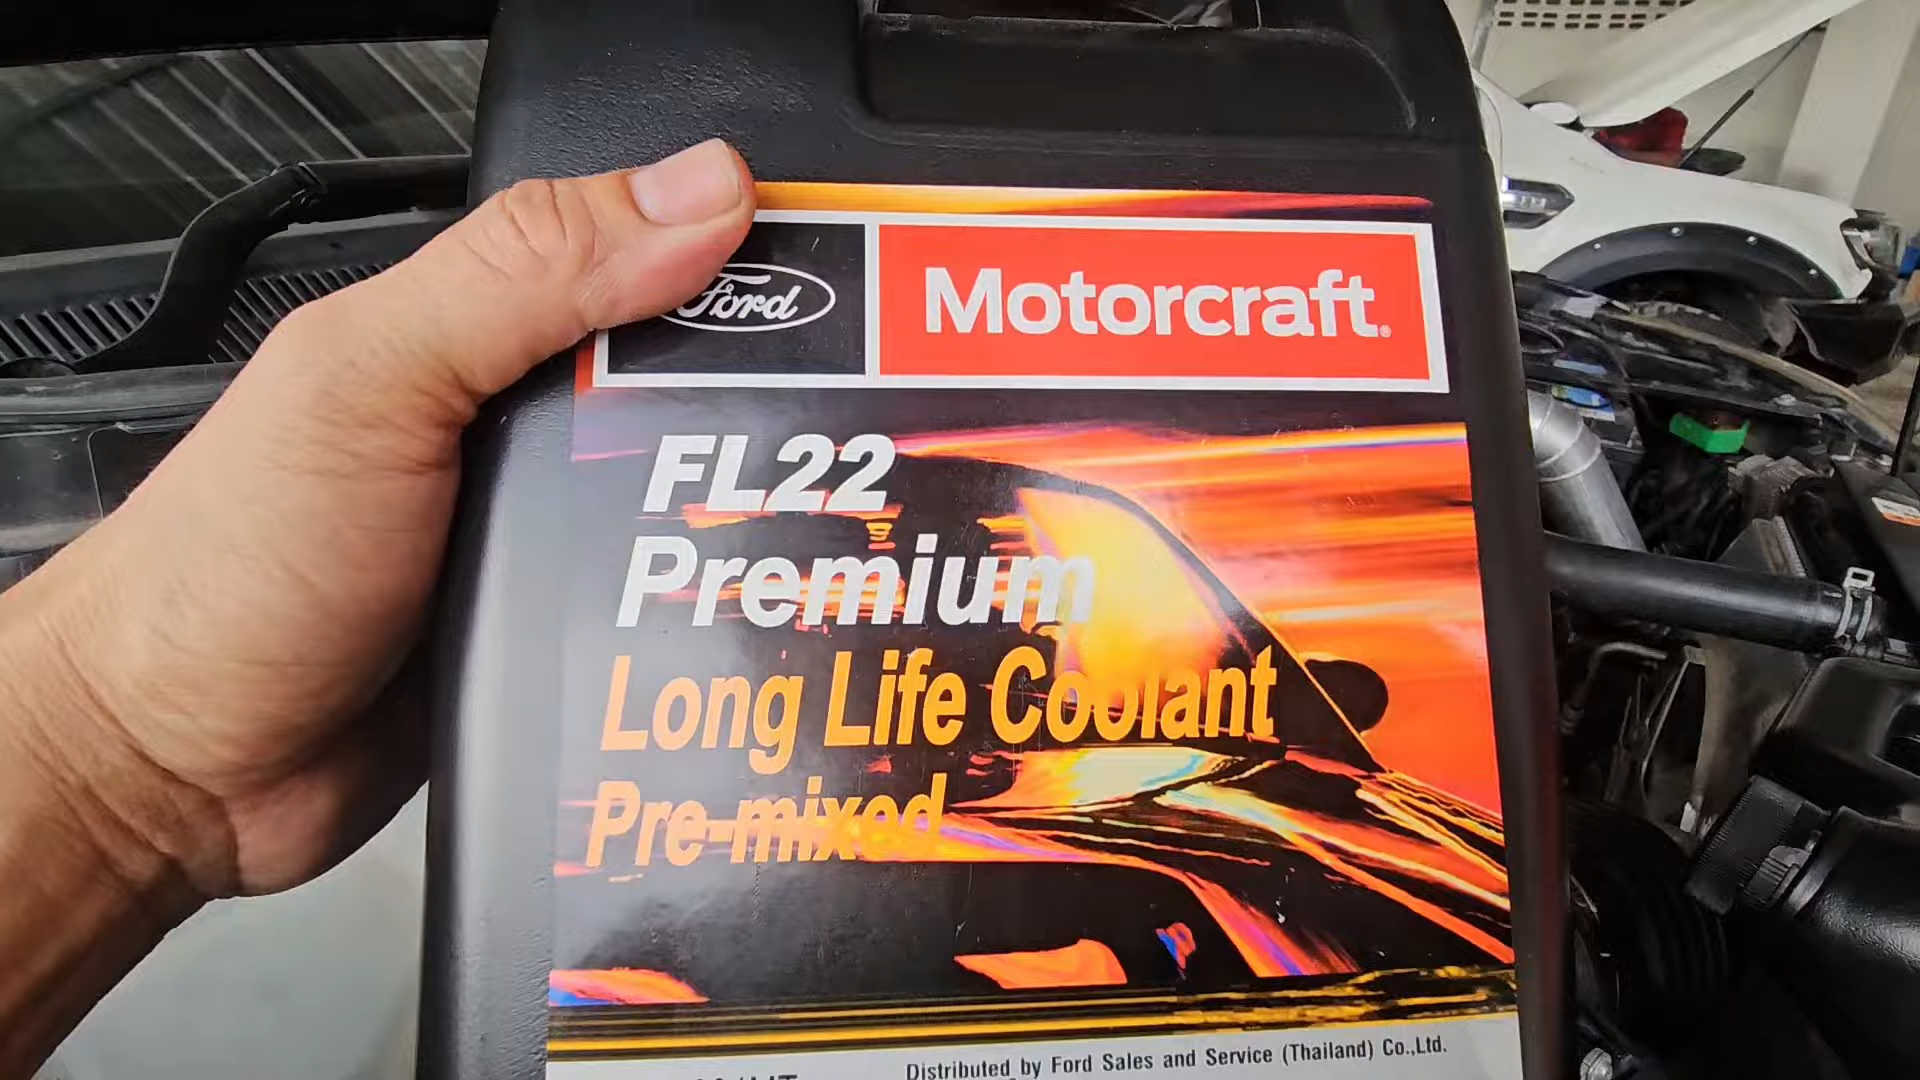 Ford Motorcraft®
FL22
Premium
Long Life Coolant
Pre-mixed
Distributed by Ford Sales and Service (Thailand) Co.,Ltd.